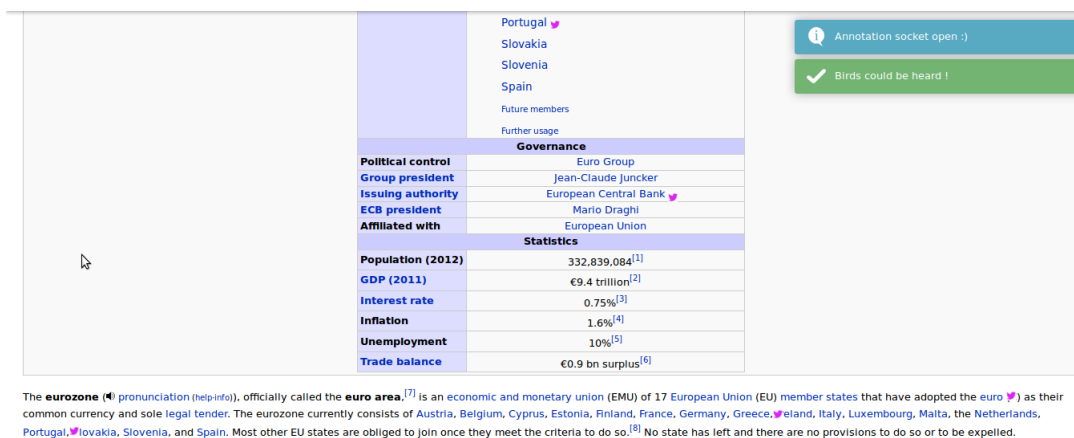 Portugal
Slovakia
Slovenia
Spain
Future members
Further usage
Governance
Political control Euro Group
Group president Jean-Claude Juncker
Issuing authority European Central Bank
ECB president Mario Draghi
Affiliated with European Union
Statistics
Population (2012) 332,839,084[1]
GDP (2011) €9.4 trillion[2]
Interest rate 0.75%[3]
Inflation 1.6%[4]
Unemployment 10%[5]
Trade balance €0.9 bn surplus[6]
Annotation socket open :)
Birds could be heard !
The eurozone ( pronunciation (help·info)), officially called the euro area,[7] is an economic and monetary union (EMU) of 17 European Union (EU) member states that have adopted the euro ) as their
common currency and sole legal tender. The eurozone currently consists of Austria, Belgium, Cyprus, Estonia, Finland, France, Germany, Greece, eland, Italy, Luxembourg, Malta, the Netherlands,
Portugal, lovakia, Slovenia, and Spain. Most other EU states are obliged to join once they meet the criteria to do so.[8] No state has left and there are no provisions to do so or to be expelled.